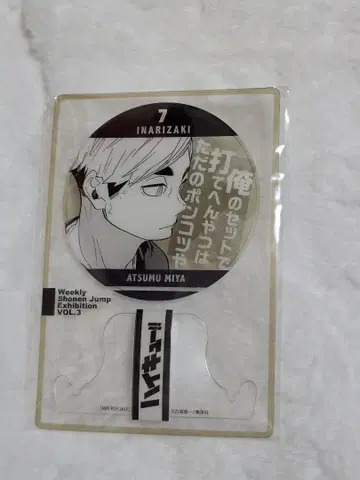 7
INARIZAKI
俺のセットで
打てへんやつは
ただのポンコツや
ATSUMU MIYA
Weekly
Shonen Jump
Exhibition
VOL.3